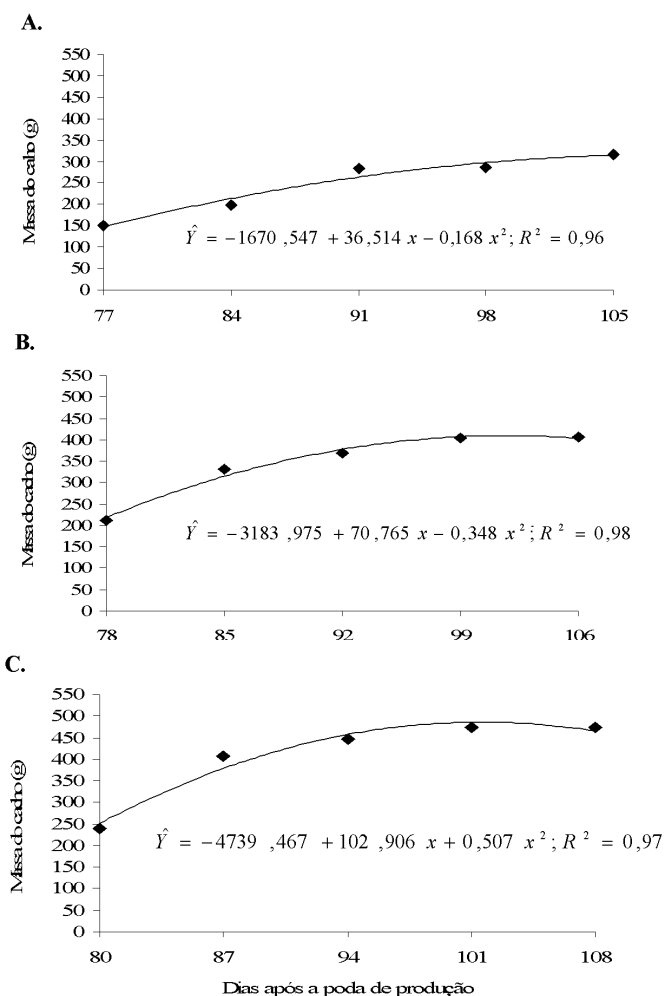 A.
550
500
450
400
350
300
250
200
150
100
50
0
Massa do calho (g)
Ŷ = −1670 ,547 + 36 ,514 x − 0,168 x² ; R² = 0,96
77 84 91 98 105
B.
550
500
450
400
350
300
250
200
150
100
50
0
Massa do cacho (g)
Ŷ = −3183 ,975 + 70 ,765 x − 0,348 x² ; R² = 0,98
78 85 92 99 106
C.
550
500
450
400
350
300
250
200
150
100
50
0
Massa do cacho (g)
Ŷ = −4739 ,467 + 102 ,906 x + 0,507 x² ; R² = 0,97
80 87 94 101 108
Dias após a poda de produção